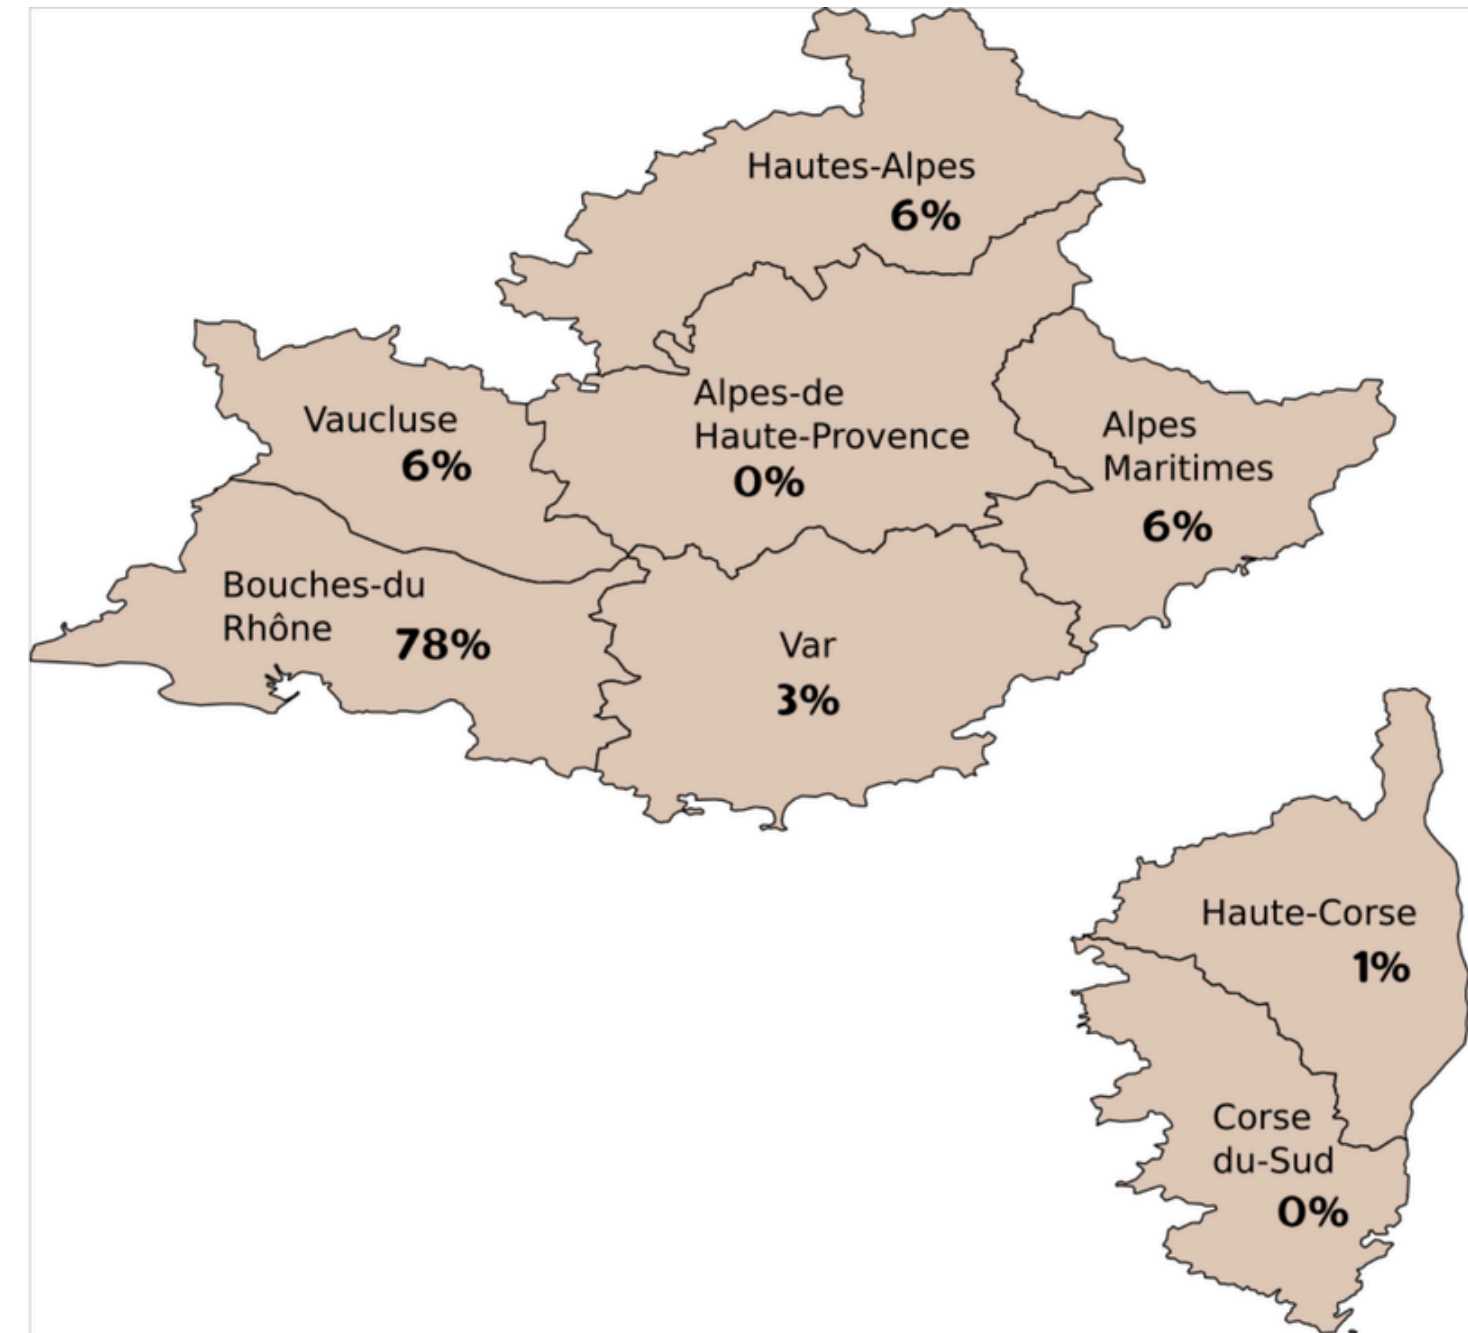 Hautes-Alpes
6%
Vaucluse
6%
Alpes-de
Haute-Provence
0%
Alpes
Maritimes
6%
Bouches-du
Rhône
78%
Var
3%
Haute-Corse
1%
Corse
du-Sud
0%